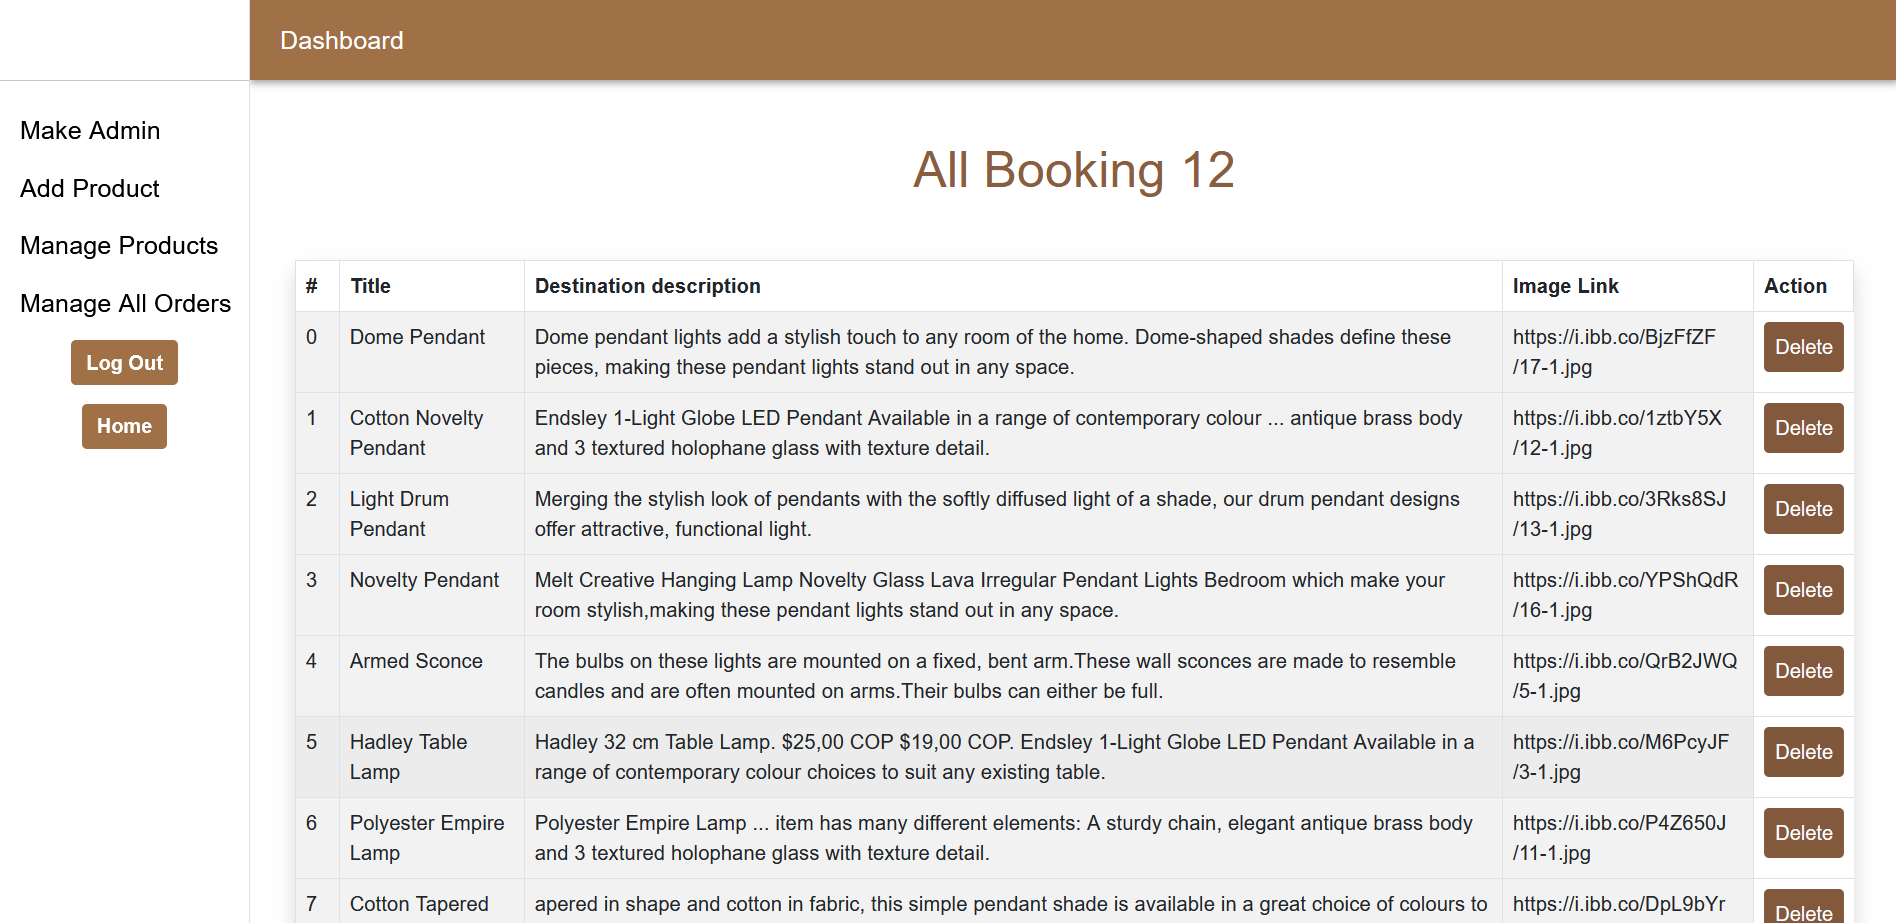 Dashboard
Make Admin
Add Product
Manage Products
Manage All Orders
Log Out
Home
All Booking 12
# Title Destination description Image Link Action
0 Dome Pendant Dome pendant lights add a stylish touch to any room of the home. Dome-shaped shades define these https://i.ibb.co/BjzFfZF Delete
pieces, making these pendant lights stand out in any space. /17-1.jpg
1 Cotton Novelty Endsley 1-Light Globe LED Pendant Available in a range of contemporary colour ... antique brass body https://i.ibb.co/1ztbY5X Delete
Pendant and 3 textured holophane glass with texture detail. /12-1.jpg
2 Light Drum Merging the stylish look of pendants with the softly diffused light of a shade, our drum pendant designs https://i.ibb.co/3Rks8SJ Delete
Pendant offer attractive, functional light. /13-1.jpg
3 Novelty Pendant Melt Creative Hanging Lamp Novelty Glass Lava Irregular Pendant Lights Bedroom which make your https://i.ibb.co/YPShQdR Delete
room stylish,making these pendant lights stand out in any space. /16-1.jpg
4 Armed Sconce The bulbs on these lights are mounted on a fixed, bent arm.These wall sconces are made to resemble https://i.ibb.co/QrB2JWQ Delete
candles and are often mounted on arms.Their bulbs can either be full. /5-1.jpg
5 Hadley Table Hadley 32 cm Table Lamp. $25,00 COP $19,00 COP. Endsley 1-Light Globe LED Pendant Available in a https://i.ibb.co/M6PcyJF Delete
Lamp range of contemporary colour choices to suit any existing table. /3-1.jpg
6 Polyester Empire Polyester Empire Lamp ... item has many different elements: A sturdy chain, elegant antique brass body https://i.ibb.co/P4Z650J Delete
Lamp and 3 textured holophane glass with texture detail. /11-1.jpg
7 Cotton Tapered apered in shape and cotton in fabric, this simple pendant shade is available in a great choice of colours to https://i.ibb.co/DpL9bYr Delete